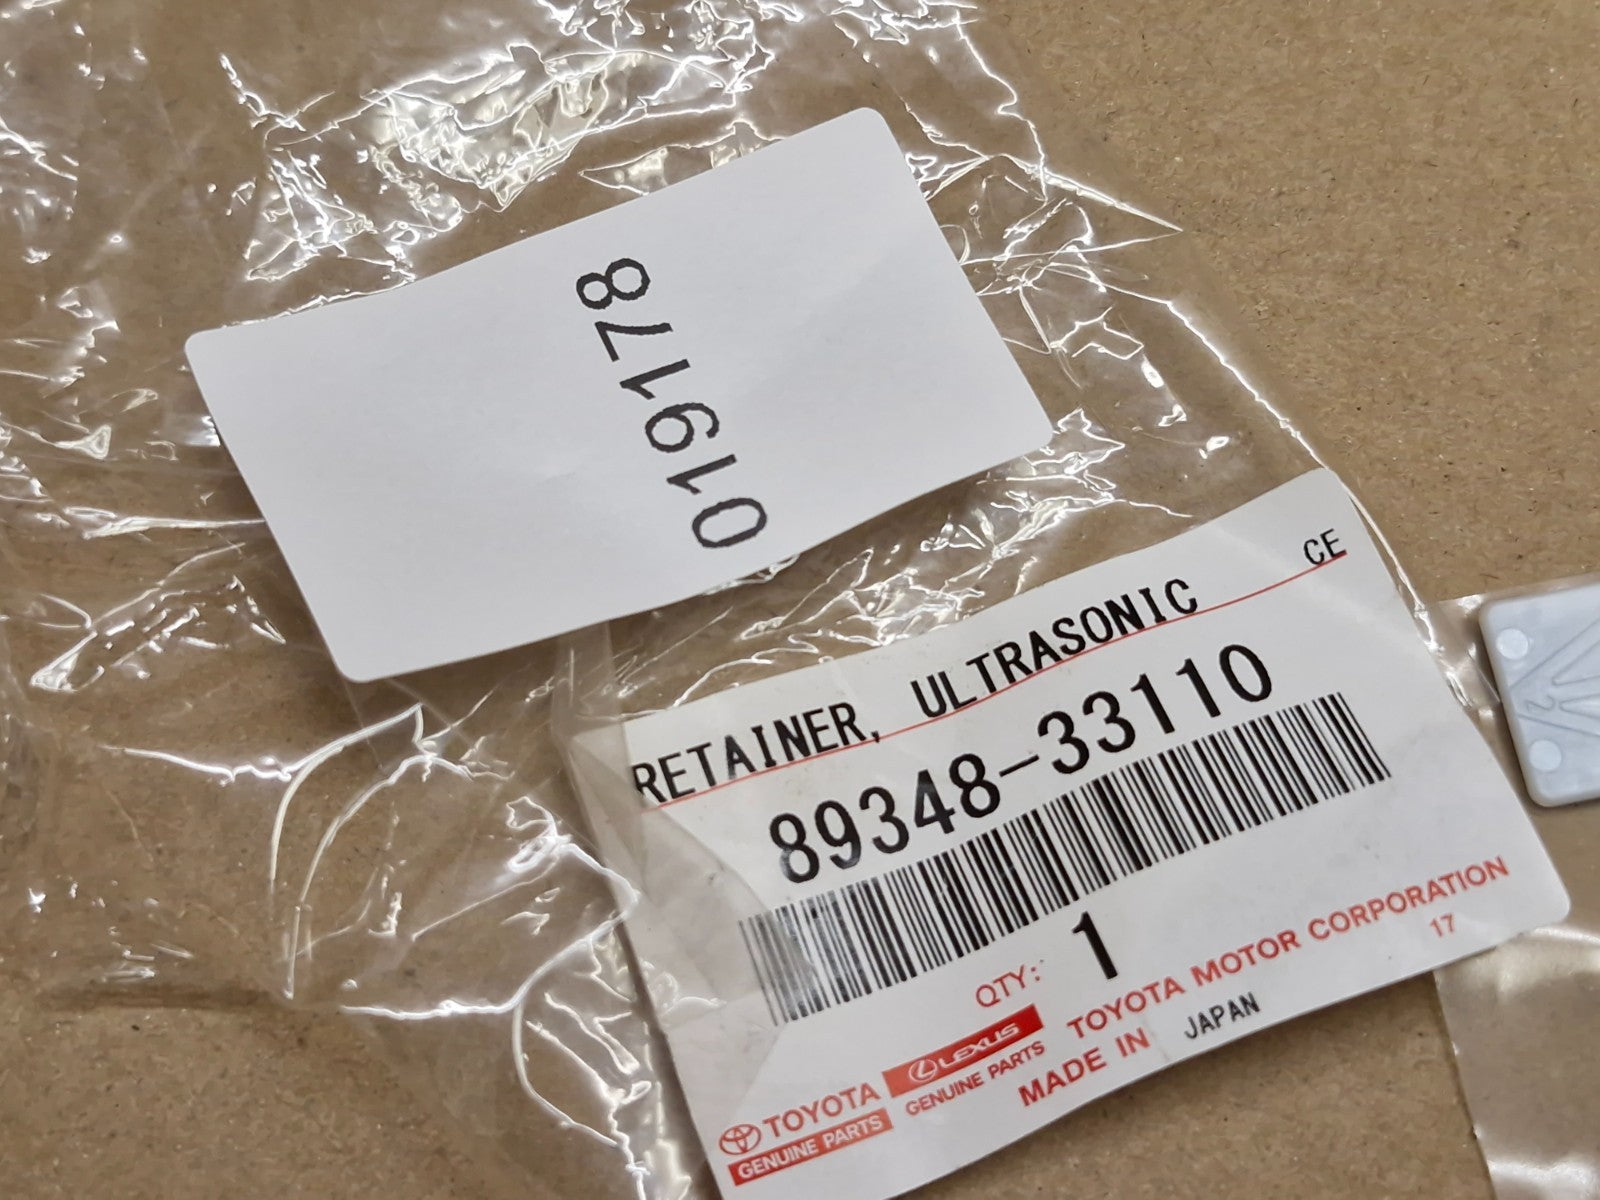 019178
RETAINER, ULTRASONIC CE
89348-33110
QTY: 1
TOYOTA MOTOR CORPORATION
17
MADE IN JAPAN
TOYOTA
GENUINE PARTS
LEXUS
GENUINE PARTS
2